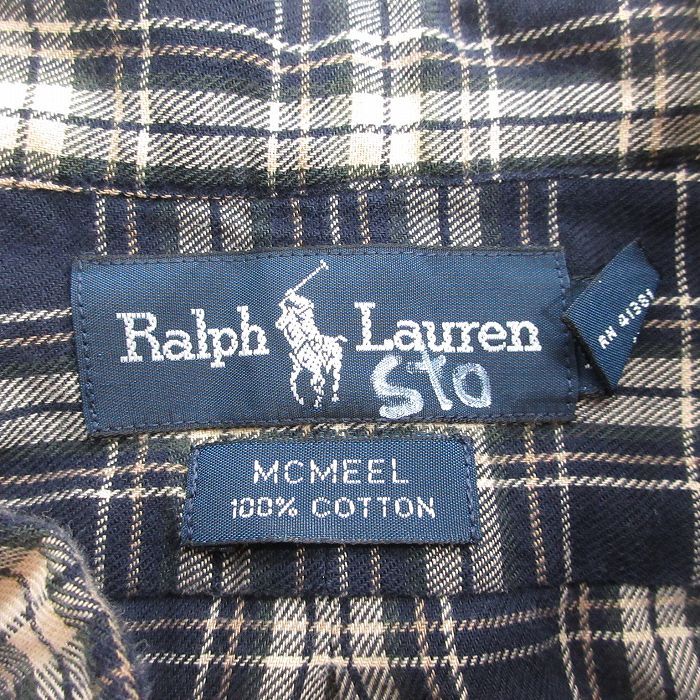 Ralph Lauren
sto
MCMEEL
100% COTTON
RN 41381